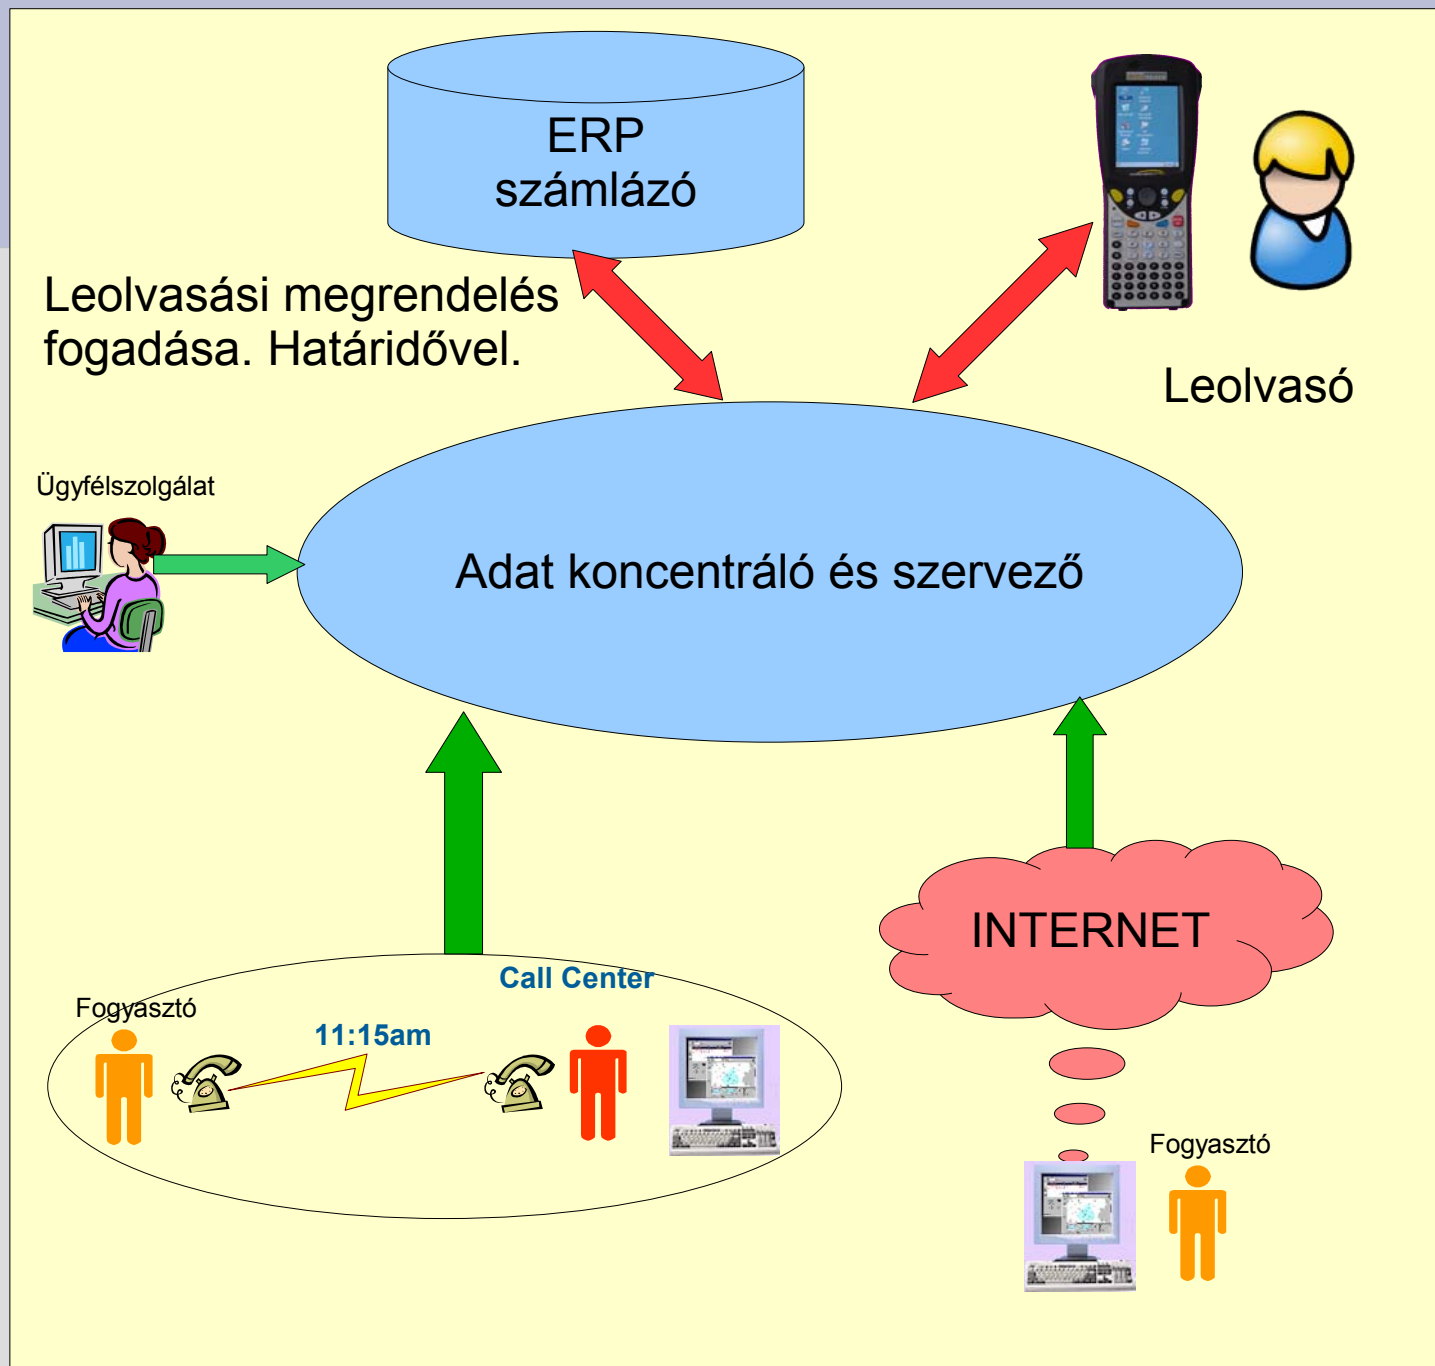 ERP
számlázó
Leolvasási megrendelés
fogadása. Határidővel.
Leolvasó
Ügyfélszolgálat
Adat koncentráló és szervező
INTERNET
Call Center
Fogyasztó
11:15am
Fogyasztó